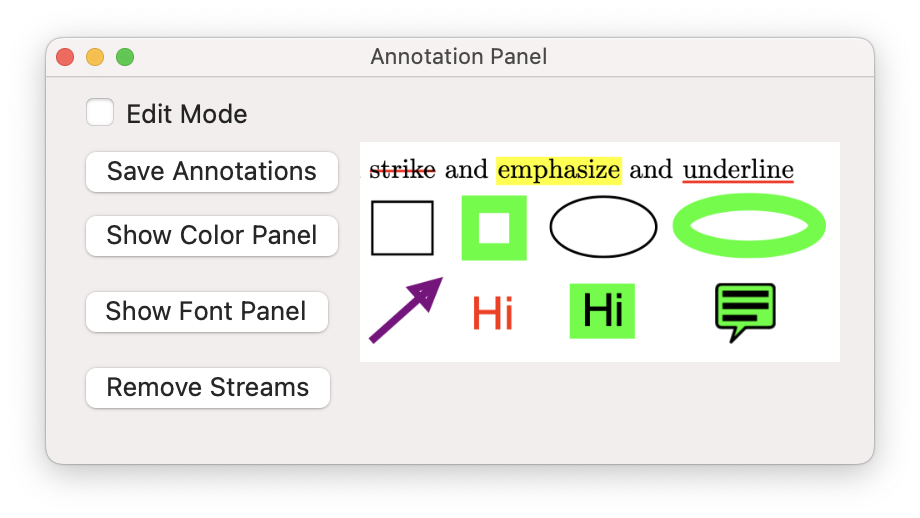 Annotation Panel
Edit Mode
Save Annotations
Show Color Panel
Show Font Panel
Remove Streams
strike and emphasize and underline
Hi
Hi